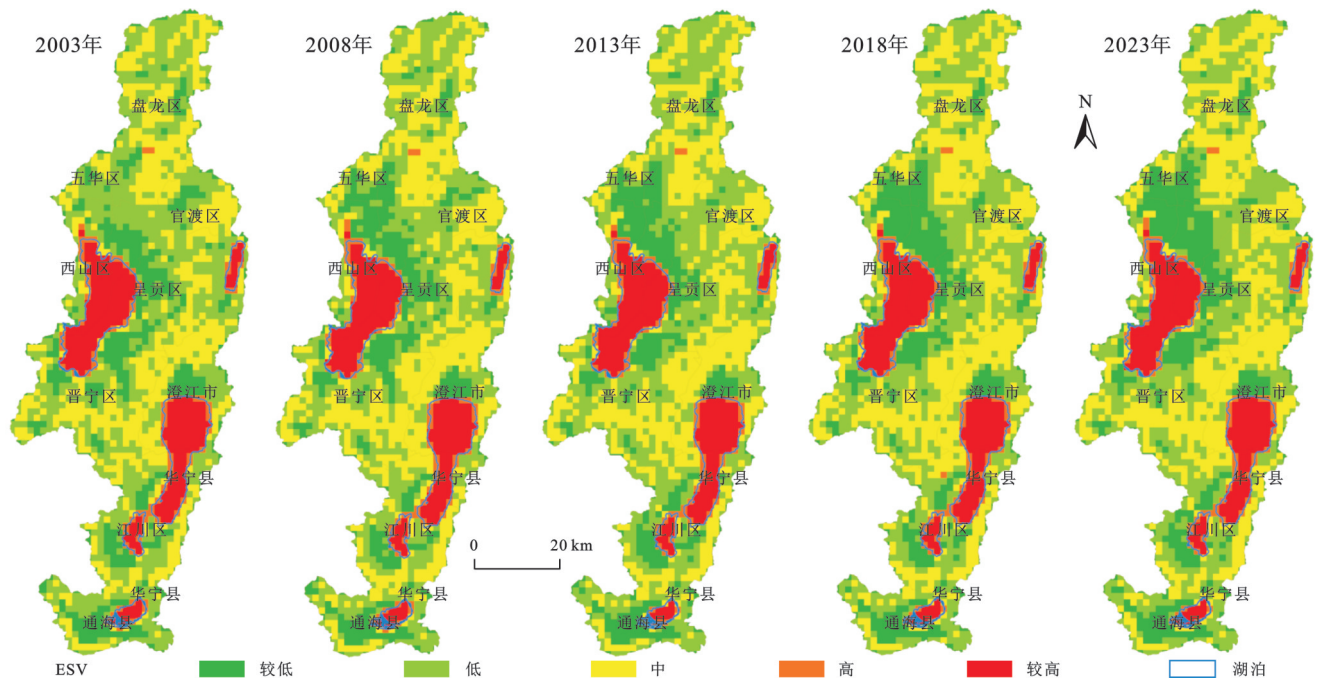 2003年
2008年
2013年
2018年
2023年
N
盘龙区
盘龙区
盘龙区
盘龙区
盘龙区
五华区
五华区
五华区
五华区
五华区
官渡区
官渡区
官渡区
官渡区
官渡区
西山区
西山区
西山区
西山区
西山区
呈贡区
呈贡区
呈贡区
呈贡区
呈贡区
晋宁区
晋宁区
晋宁区
晋宁区
晋宁区
澄江市
澄江市
澄江市
澄江市
澄江市
华宁县
华宁县
华宁县
华宁县
华宁县
江川区
江川区
江川区
江川区
江川区
0 20 km
华宁县
华宁县
华宁县
华宁县
华宁县
通海县
通海县
通海县
通海县
通海县
ESV 较低 低 中 高 较高 湖泊